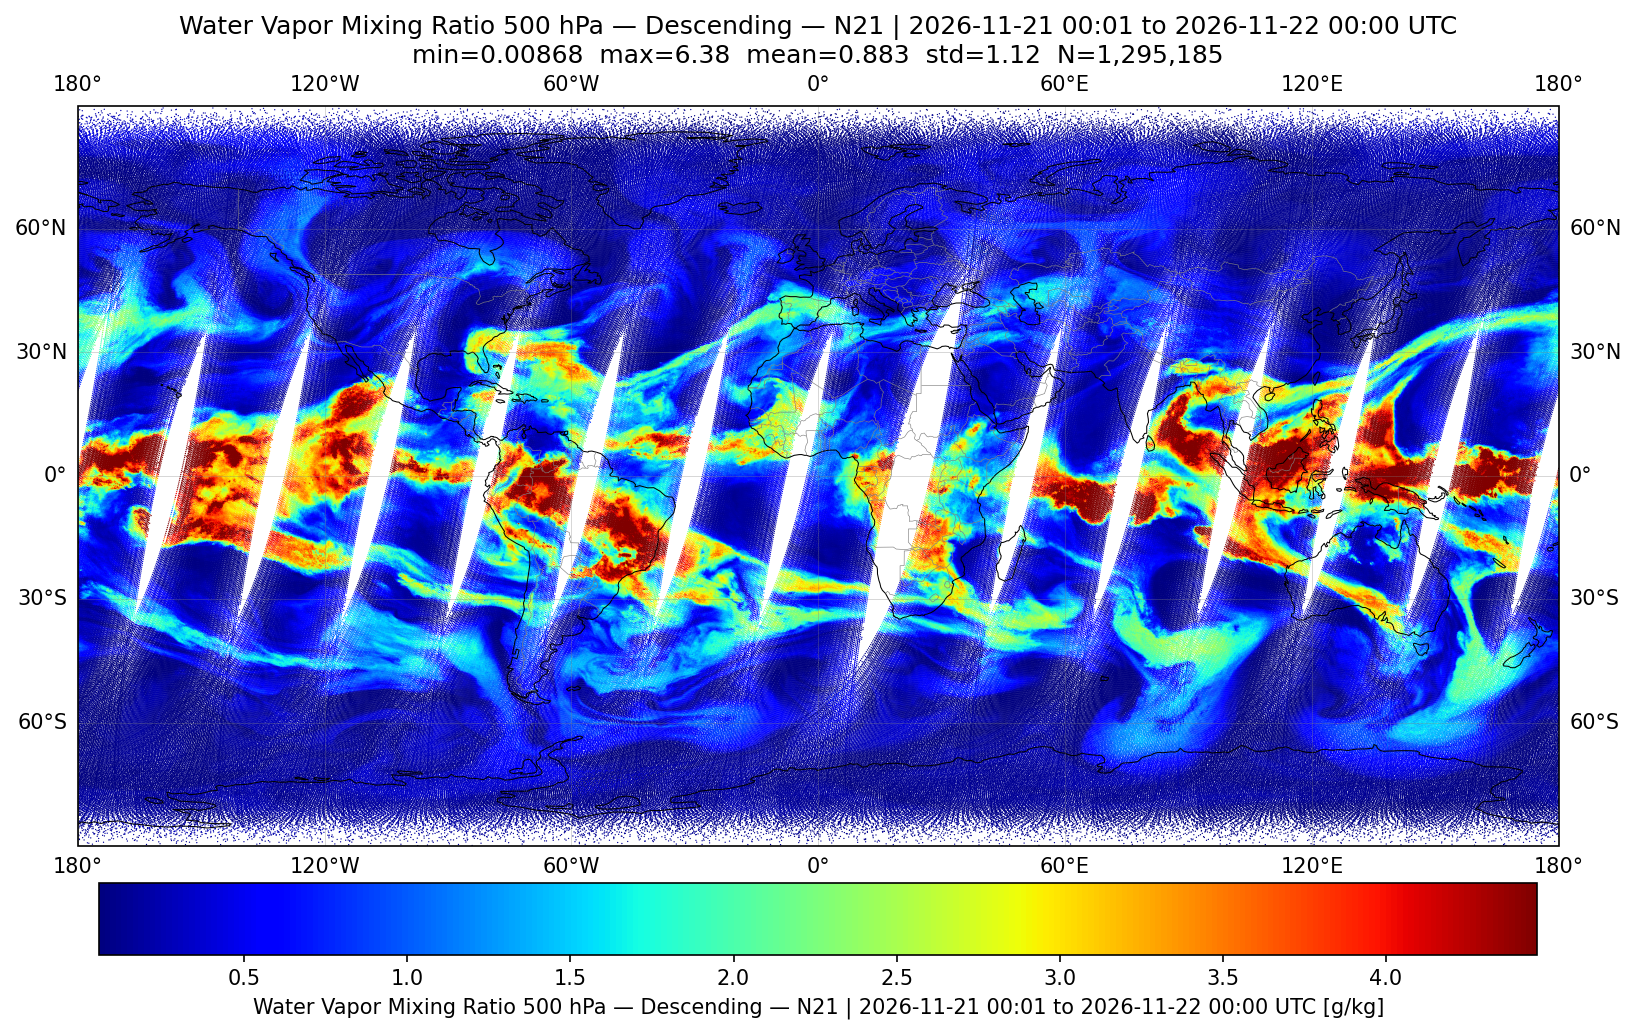 Water Vapor Mixing Ratio 500 hPa — Descending — N21 | 2026-11-21 00:01 to 2026-11-22 00:00 UTC
min=0.00868  max=6.38  mean=0.883  std=1.12  N=1,295,185
180°  120°W  60°W  0°  60°E  120°E  180°
60°N  60°N
30°N  30°N
0°  0°
30°S  30°S
60°S  60°S
180°  120°W  60°W  0°  60°E  120°E  180°
0.5  1.0  1.5  2.0  2.5  3.0  3.5  4.0
Water Vapor Mixing Ratio 500 hPa — Descending — N21 | 2026-11-21 00:01 to 2026-11-22 00:00 UTC [g/kg]